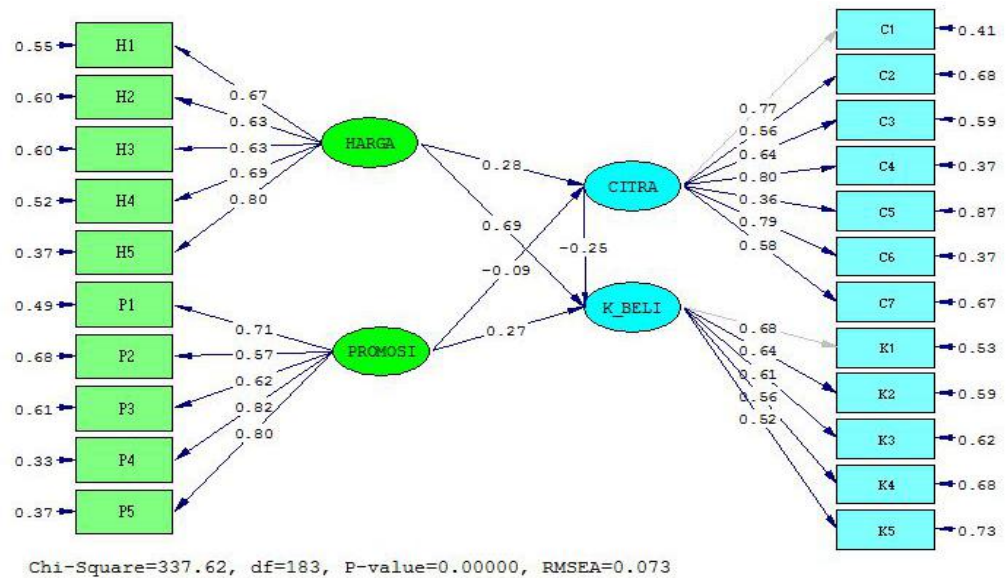 0.55 H1
0.60 H2
0.60 H3
0.52 H4
0.37 H5
0.49 P1
0.68 P2
0.61 P3
0.33 P4
0.37 P5
0.67
0.63
0.63
0.69
0.80
0.71
0.57
0.62
0.82
0.80
HARGA
PROMOSI
0.28
0.69
-0.09
0.27
-0.25
CITRA
K_BELI
0.77
0.56
0.64
0.80
0.36
0.79
0.58
0.68
0.64
0.61
0.56
0.52
C1 0.41
C2 0.68
C3 0.59
C4 0.37
C5 0.87
C6 0.37
C7 0.67
K1 0.53
K2 0.59
K3 0.62
K4 0.68
K5 0.73
Chi-Square=337.62, df=183, P-value=0.00000, RMSEA=0.073